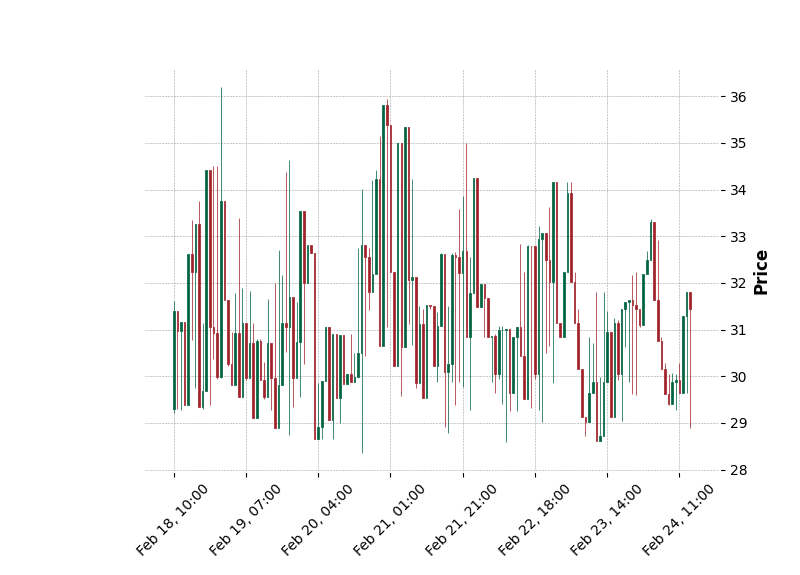 36
35
34
33
32
31
30
29
28
Price
Feb 18, 10:00
Feb 19, 07:00
Feb 20, 04:00
Feb 21, 01:00
Feb 21, 21:00
Feb 22, 18:00
Feb 23, 14:00
Feb 24, 11:00